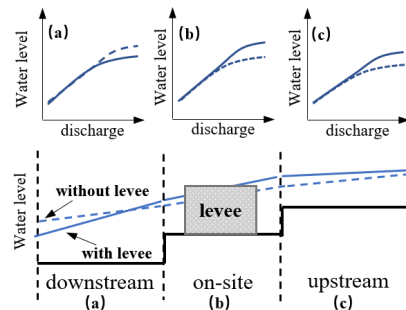 (a)
(b)
(c)
Water level
Water level
Water level
discharge
discharge
discharge
Water level
without levee
with levee
levee
downstream
on-site
upstream
(a)
(b)
(c)